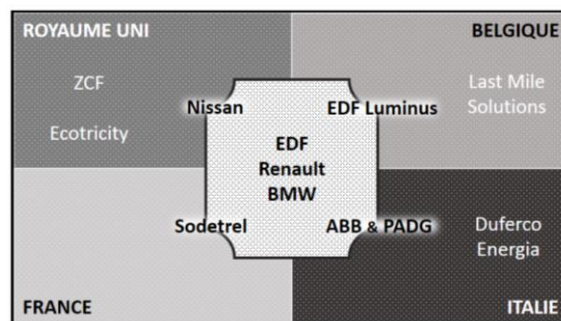 ROYAUME UNI
BELGIQUE
ZCF
Last Mile
Solutions
Ecotricity
Nissan
EDF Luminus
EDF
Renault
BMW
Sodetrel
ABB & PADG
Duferco
Energia
FRANCE
ITALIE